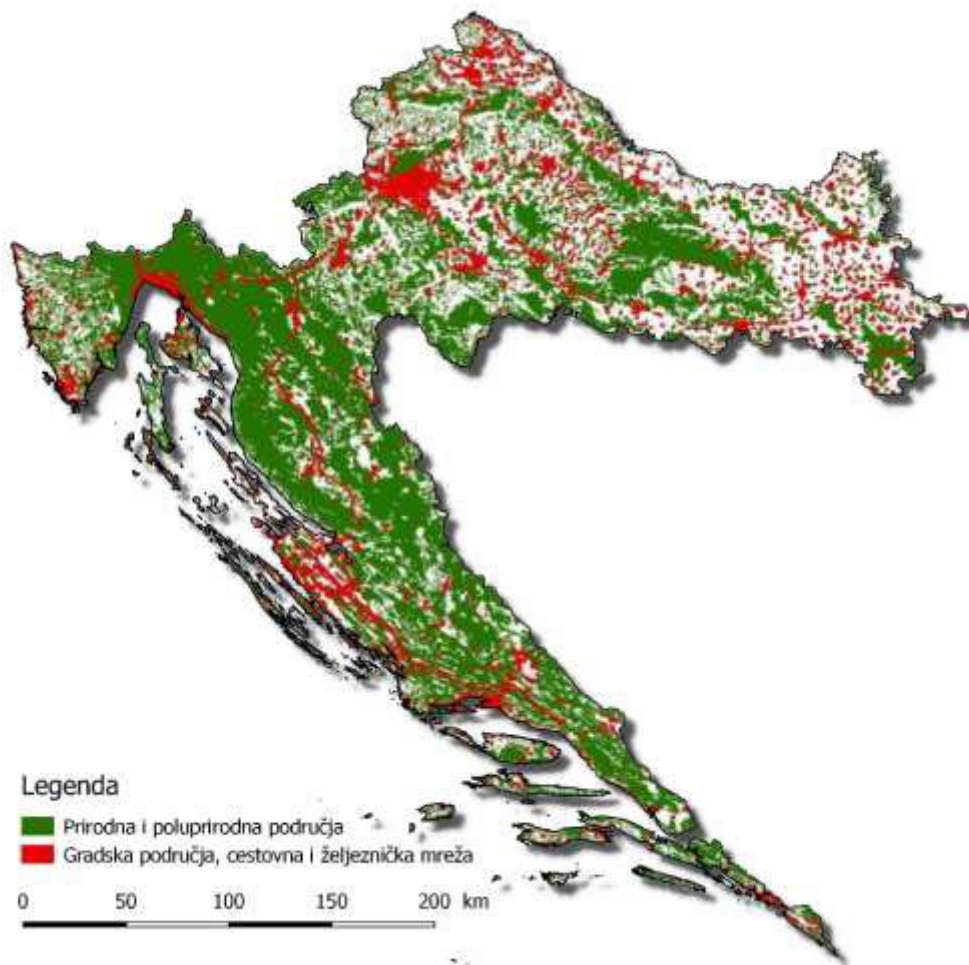 Legenda
Prirodna i poluprirodna područja
Gradska područja, cestovna i željeznička mreža
0 50 100 150 200 km